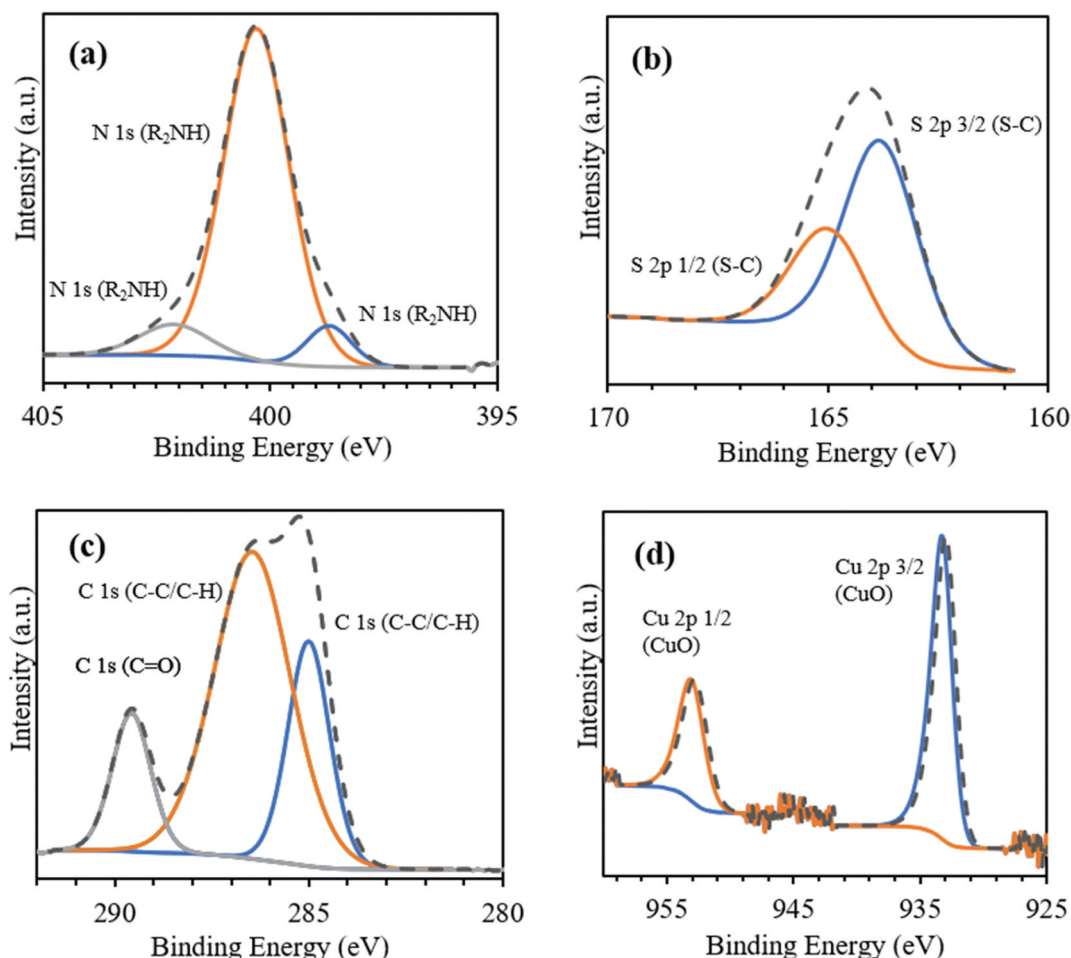 (a)
N 1s (R₂NH)
N 1s (R₂NH)
N 1s (R₂NH)
Intensity (a.u.)
405 400 395
Binding Energy (eV)
(b)
S 2p 3/2 (S-C)
S 2p 1/2 (S-C)
Intensity (a.u.)
170 165 160
Binding Energy (eV)
(c)
C 1s (C-C/C-H)
C 1s (C-C/C-H)
C 1s (C=O)
Intensity (a.u.)
290 285 280
Binding Energy (eV)
(d)
Cu 2p 3/2
(CuO)
Cu 2p 1/2
(CuO)
Intensity (a.u.)
955 945 935 925
Binding Energy (eV)